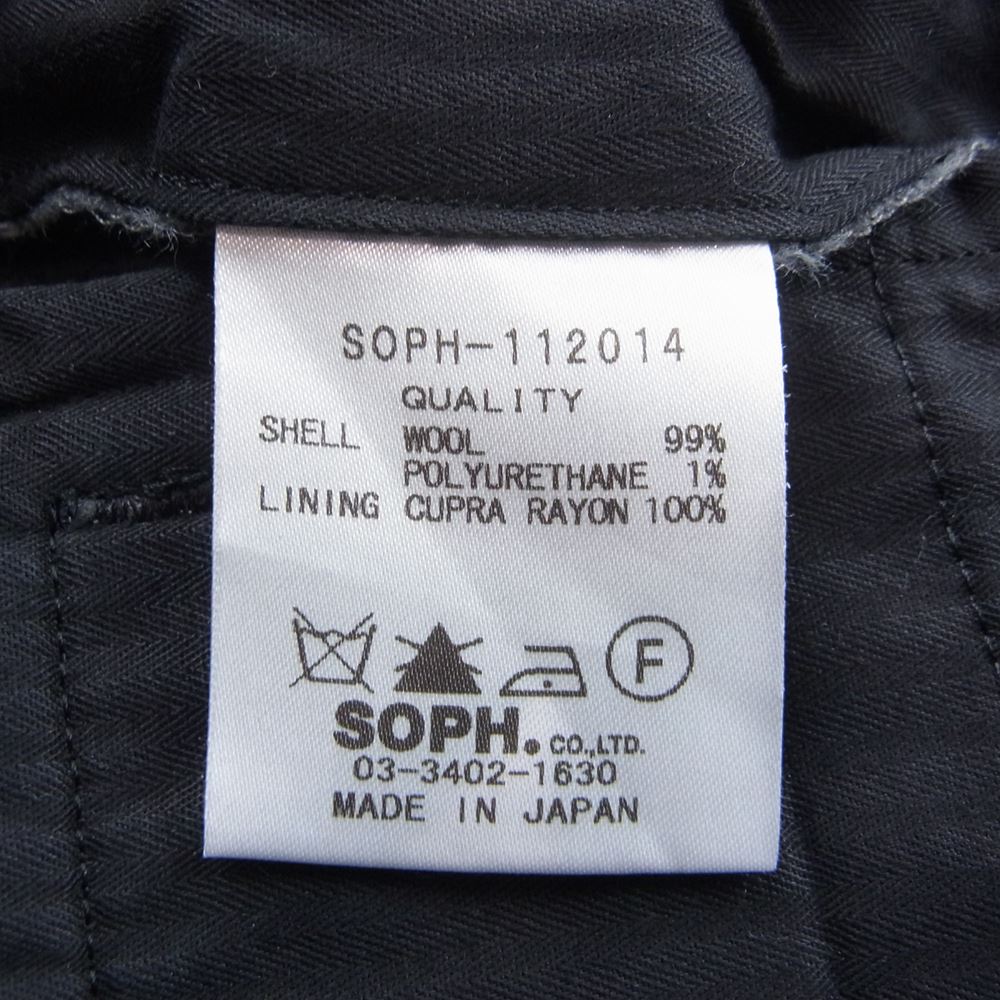 SOPH-112014
QUALITY
SHELL WOOL 99%
POLYURETHANE 1%
LINING CUPRA RAYON 100%
F
SOPH. CO.,LTD.
03-3402-1630
MADE IN JAPAN